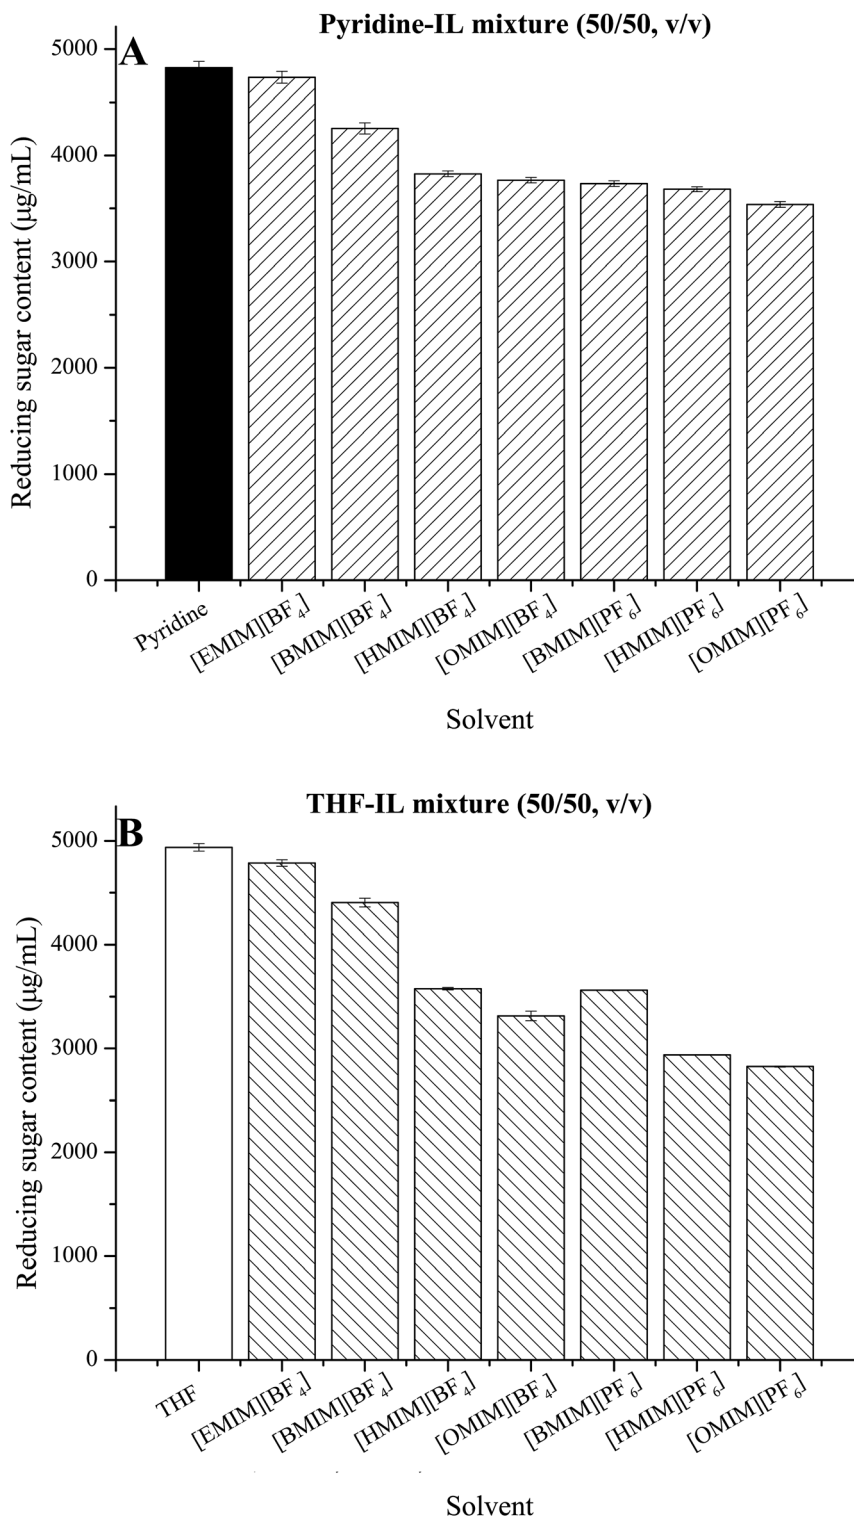 Pyridine-IL mixture (50/50, v/v)
A
Reducing sugar content (µg/mL)
5000
4000
3000
2000
1000
0
Pyridine
[EMIM][BF4]
[BMIM][BF4]
[HMIM][BF4]
[OMIM][BF4]
[BMIM][PF6]
[HMIM][PF6]
[OMIM][PF6]
Solvent
THF-IL mixture (50/50, v/v)
B
Reducing sugar content (µg/mL)
5000
4000
3000
2000
1000
0
THF
[EMIM][BF4]
[BMIM][BF4]
[HMIM][BF4]
[OMIM][BF4]
[BMIM][PF6]
[HMIM][PF6]
[OMIM][PF6]
Solvent